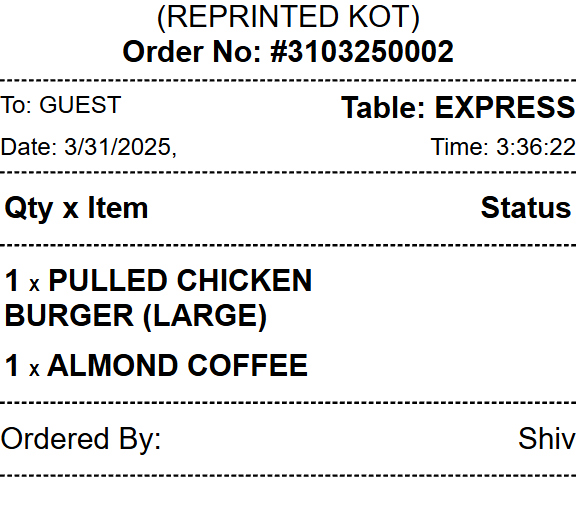 (REPRINTED KOT)
Order No: #3103250002
To: GUEST Table: EXPRESS
Date: 3/31/2025, Time: 3:36:22
Qty x Item Status
1 x PULLED CHICKEN
BURGER (LARGE)
1 x ALMOND COFFEE
Ordered By: Shiv